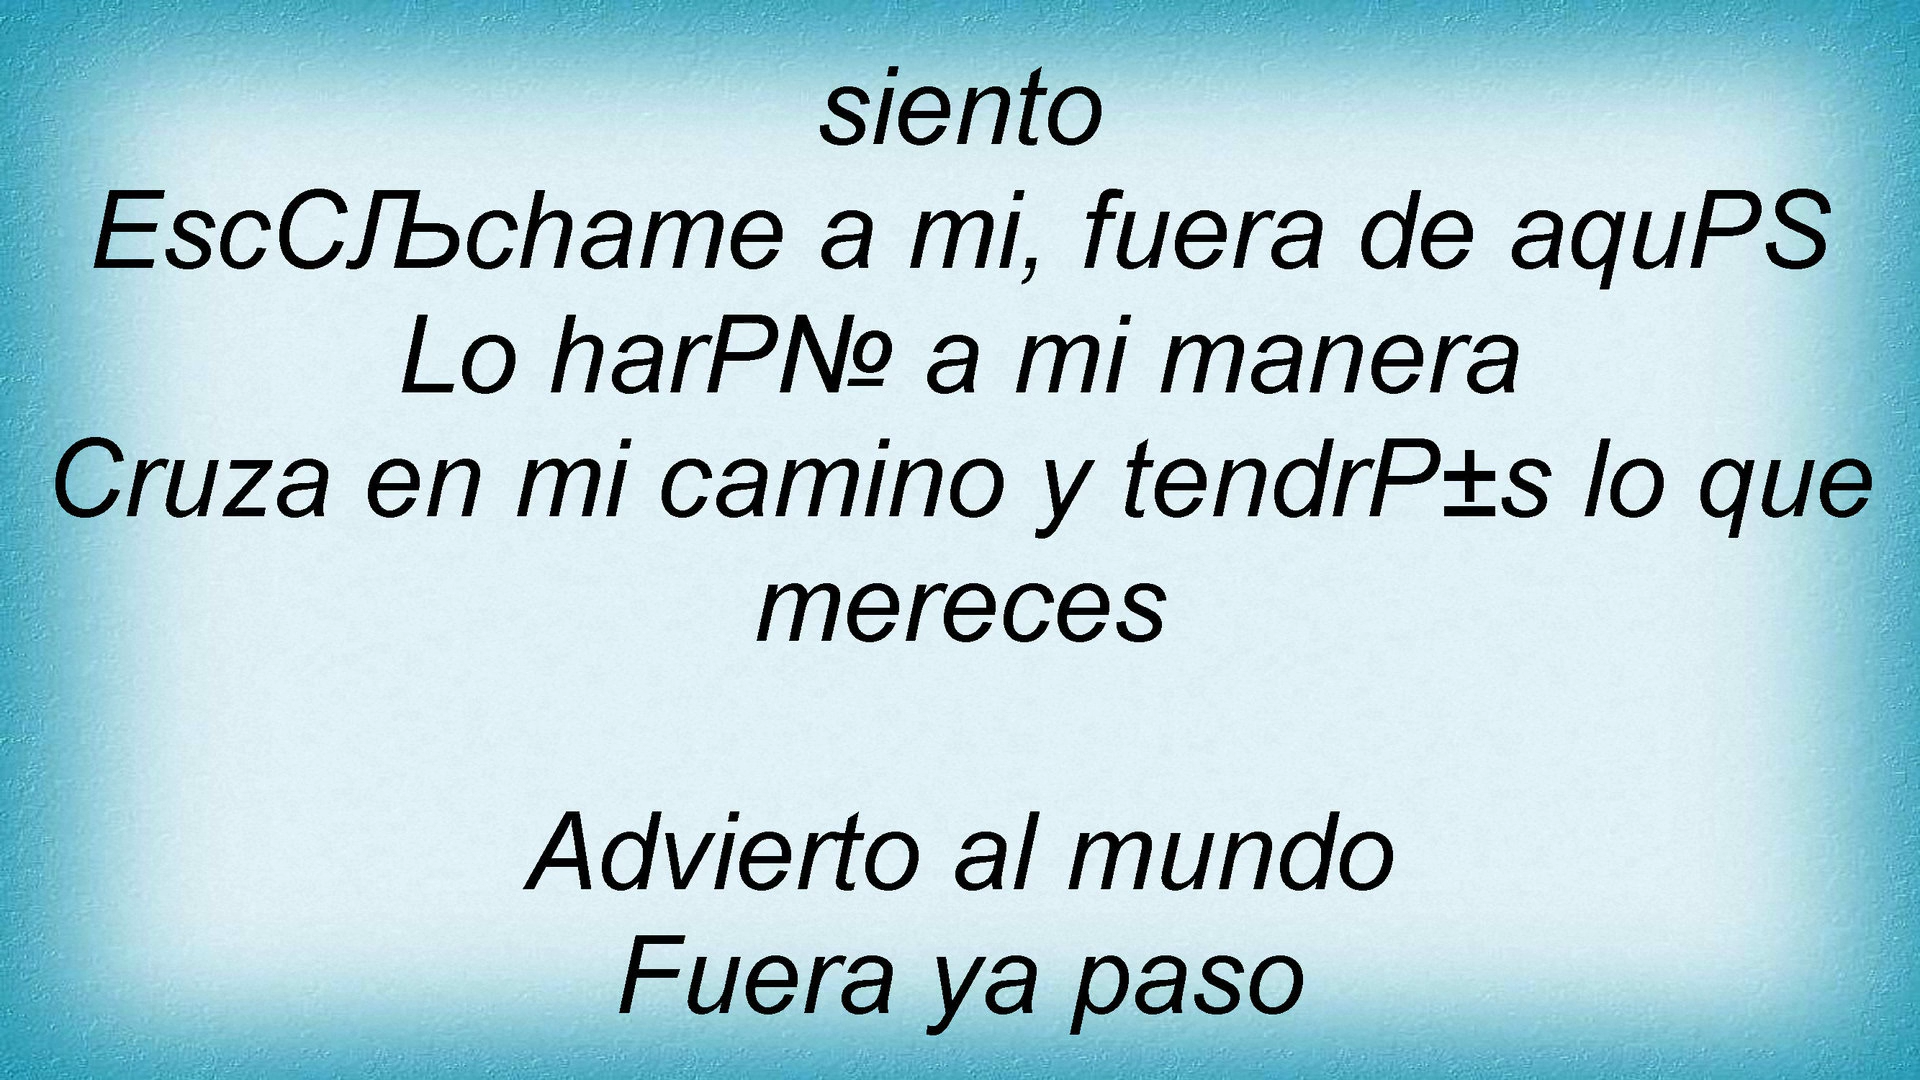 siento
EscCЉchame a mi, fuera de aquPS
Lo harP№ a mi manera
Cruza en mi camino y tendrP±s lo que
mereces
Advierto al mundo
Fuera ya paso